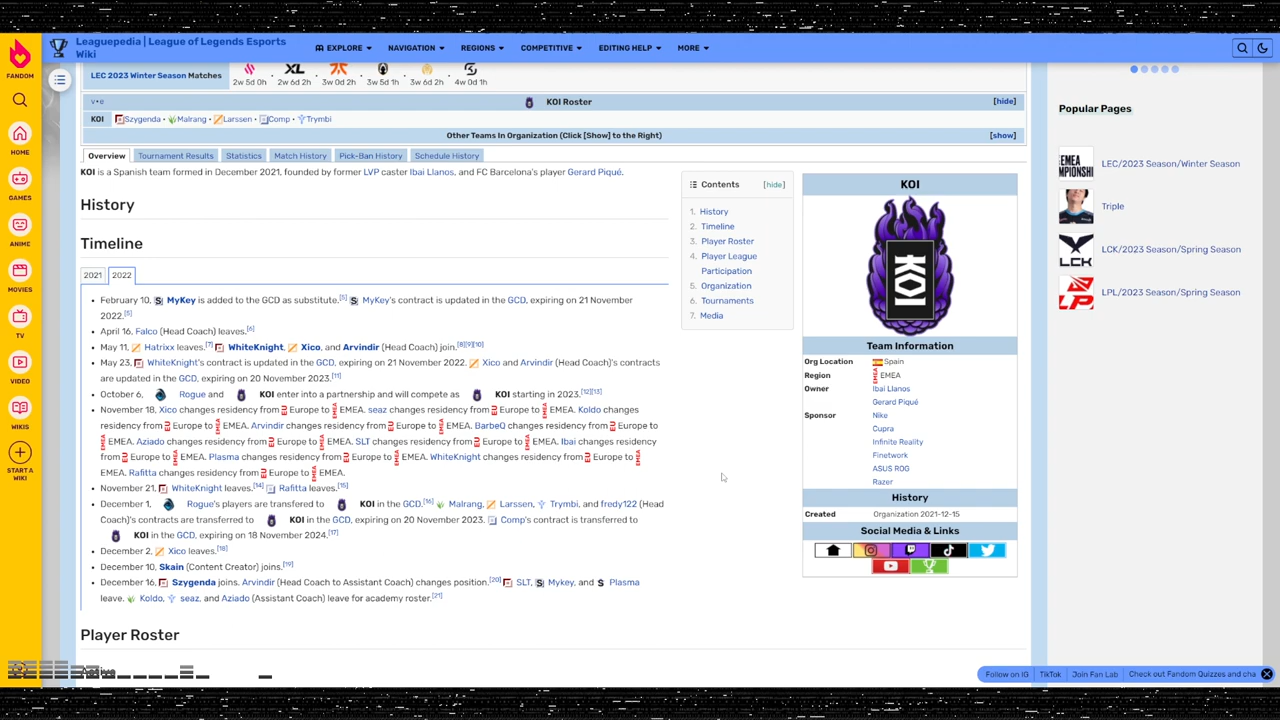 Leaguepedia | League of Legends Esports
Wiki
EXPLORE
NAVIGATION
REGIONS
COMPETITIVE
EDITING HELP
MORE
FANDOM
HOME
GAMES
ANIME
MOVIES
TV
VIDEO
WIKIS
START A
WIKI
LEC 2023 Winter Season Matches
2w 5d 0h
2w 6d 2h
3w 0d 2h
3w 5d 1h
3w 6d 2h
4w 0d 1h
v•e
KOI Roster
[hide]
KOI Szygenda Malrang Larssen Comp Trymbi
Other Teams In Organization (Click [Show] to the Right)
[show]
Overview
Tournament Results
Statistics
Match History
Pick-Ban History
Schedule History
KOI is a Spanish team formed in December 2021, founded by former LVP caster Ibai Llanos, and FC Barcelona's player Gerard Piqué.
History
Timeline
2021
2022
February 10, S MyKey is added to the GCD as substitute.[5] S MyKey's contract is updated in the GCD, expiring on 21 November
2022.[5]
April 16, Falco (Head Coach) leaves.[6]
May 11, Hatrixx leaves.[7] WhiteKnight, Xico, and Arvindir (Head Coach) join.[8][9][10]
May 23, WhiteKnight's contract is updated in the GCD, expiring on 21 November 2022. Xico and Arvindir (Head Coach)'s contracts
are updated in the GCD, expiring on 20 November 2023.[11]
October 6, Rogue and KOI enter into a partnership and will compete as KOI starting in 2023.[12][13]
November 18, Xico changes residency from Europe to EMEA. seaz changes residency from Europe to EMEA. Koldo changes
residency from Europe to EMEA. Arvindir changes residency from Europe to EMEA. BarbeQ changes residency from Europe to
EMEA. Aziado changes residency from Europe to EMEA. SLT changes residency from Europe to EMEA. Ibai changes residency
from Europe to EMEA. Plasma changes residency from Europe to EMEA. WhiteKnight changes residency from Europe to
EMEA. Rafitta changes residency from Europe to EMEA.
November 21, WhiteKnight leaves.[14] Rafitta leaves.[15]
December 1, Rogue's players are transferred to KOI in the GCD.[16] Malrang, Larssen, Trymbi, and fredy122 (Head
Coach)'s contracts are transferred to KOI in the GCD, expiring on 20 November 2023. Comp's contract is transferred to
KOI in the GCD, expiring on 18 November 2024.[17]
December 2, Xico leaves.[18]
December 10, Skain (Content Creator) joins.[19]
December 16, Szygenda joins. Arvindir (Head Coach to Assistant Coach) changes position.[20] SLT, S Mykey, and S Plasma
leave. Koldo, seaz, and Aziado (Assistant Coach) leave for academy roster.[21]
Player Roster
Contents [hide]
1. History
2. Timeline
3. Player Roster
4. Player League
Participation
5. Organization
6. Tournaments
7. Media
KOI
KOI
Team Information
Org Location Spain
Region EMEA
Owner Ibai Llanos
Gerard Piqué
Sponsor Nike
Cupra
Infinite Reality
Finetwork
ASUS ROG
Razer
History
Created Organization 2021-12-15
Social Media & Links
Popular Pages
LEC/2023 Season/Winter Season
Triple
LCK/2023 Season/Spring Season
LPL/2023 Season/Spring Season
Follow on IG
TikTok
Join Fan Lab
Check out Fandom Quizzes and cha